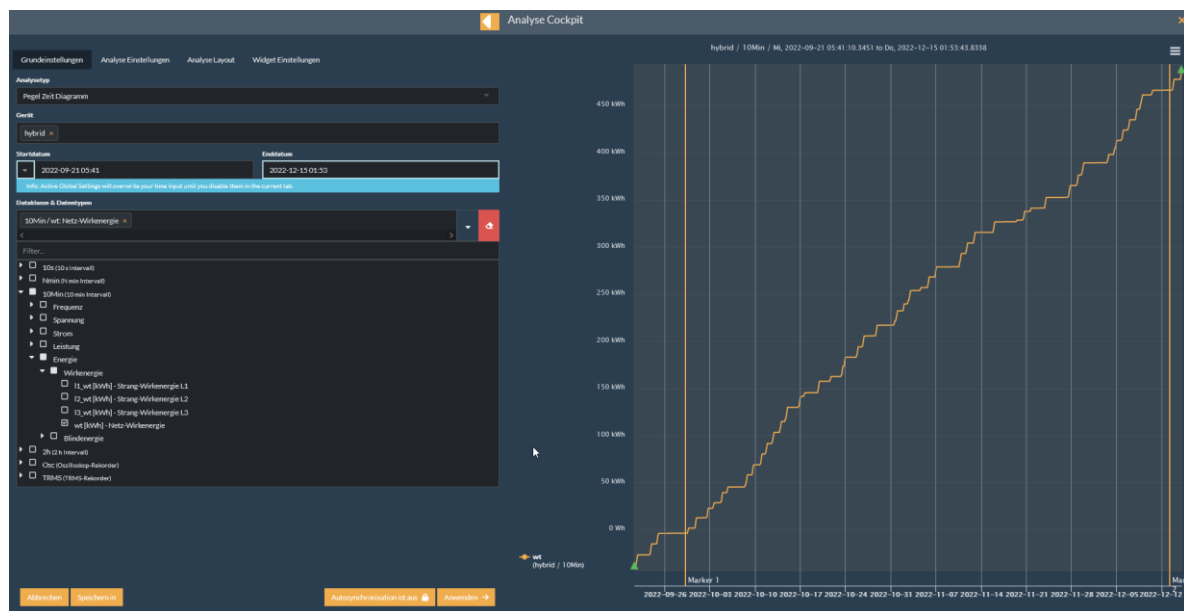 Analyse Cockpit
Grundeinstellungen Analyse Einstellungen Analyse Layout Widget Einstellungen
Analysetyp
Pegel Zeit Diagramm
Gerät
hybrid ×
Startdatum Enddatum
2022-09-21 05:41 2022-12-15 01:53
Info: Active Global Settings will overwrite your time input until you disable them in the current tab.
Dataklasse & Datentypen
10Min / wt: Netz-Wirkenergie ×
Filter...
10s (10 s Intervall)
Nmin (N min Intervall)
10Min (10 min Intervall)
Frequenz
Spannung
Strom
Leistung
Energie
Wirkenergie
l1_wt [kWh] - Strang-Wirkenergie L1
l2_wt [kWh] - Strang-Wirkenergie L2
l3_wt [kWh] - Strang-Wirkenergie L3
wt [kWh] - Netz-Wirkenergie
Blindenergie
2h (2 h Intervall)
Osc (Oszilloskop-Rekorder)
TRMS (TRMS-Rekorder)
Abbrechen Speichern in Autosynchronisation ist aus Anwenden →
hybrid / 10Min / Mi, 2022-09-21 05:41:10.3451 to Do, 2022-12-15 01:53:43.8338
450 kWh
400 kWh
350 kWh
300 kWh
250 kWh
200 kWh
150 kWh
100 kWh
50 kWh
0 Wh
wt
(hybrid / 10Min)
Marker 1 Ma
2022-09-26 2022-10-03 2022-10-10 2022-10-17 2022-10-24 2022-10-31 2022-11-07 2022-11-14 2022-11-21 2022-11-28 2022-12-05 2022-12-12